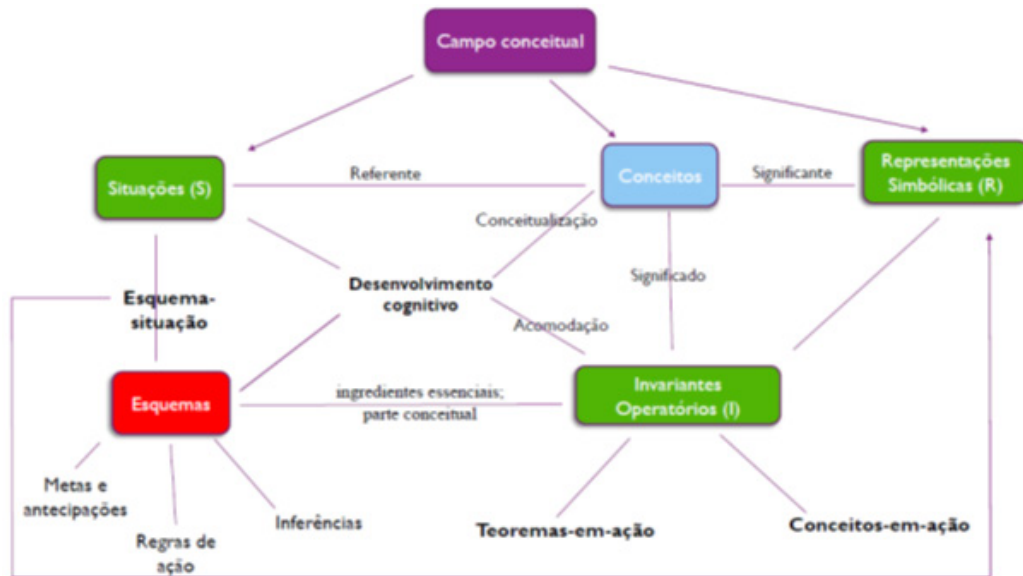 Campo conceitual
Situações (S)
Referente
Conceitos
Significante
Representações
Simbólicas (R)
Conceitualização
Esquema-
situação
Desenvolvimento
cognitivo
Significado
Acomodação
Esquemas
ingredientes essenciais;
parte conceitual
Invariantes
Operatórios (I)
Metas e
antecipações
Regras de
ação
Inferências
Teoremas-em-ação
Conceitos-em-ação